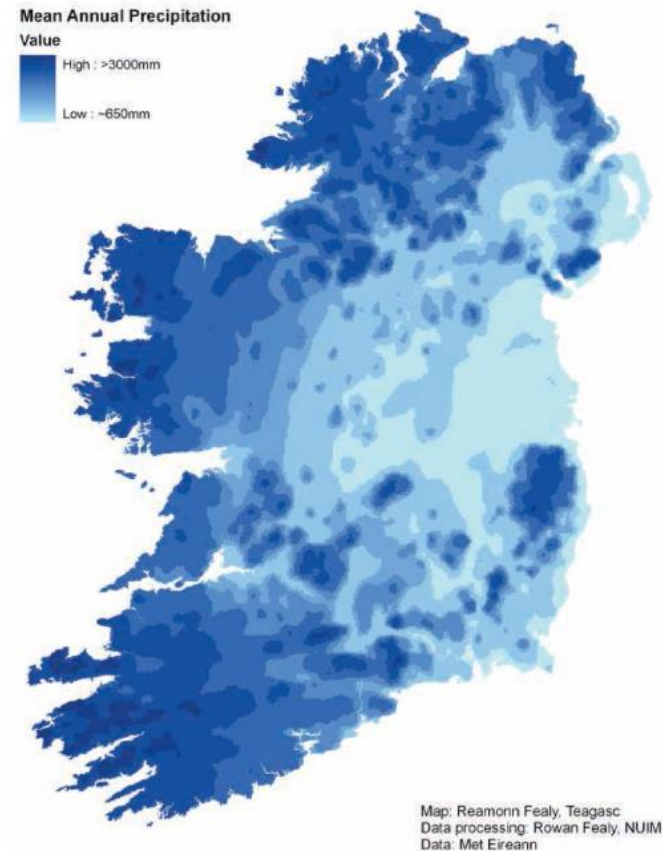 Mean Annual Precipitation
Value
High : >3000mm
Low : ~650mm
Map: Reamonn Fealy, Teagasc
Data processing: Rowan Fealy, NUIM
Data: Met Eireann